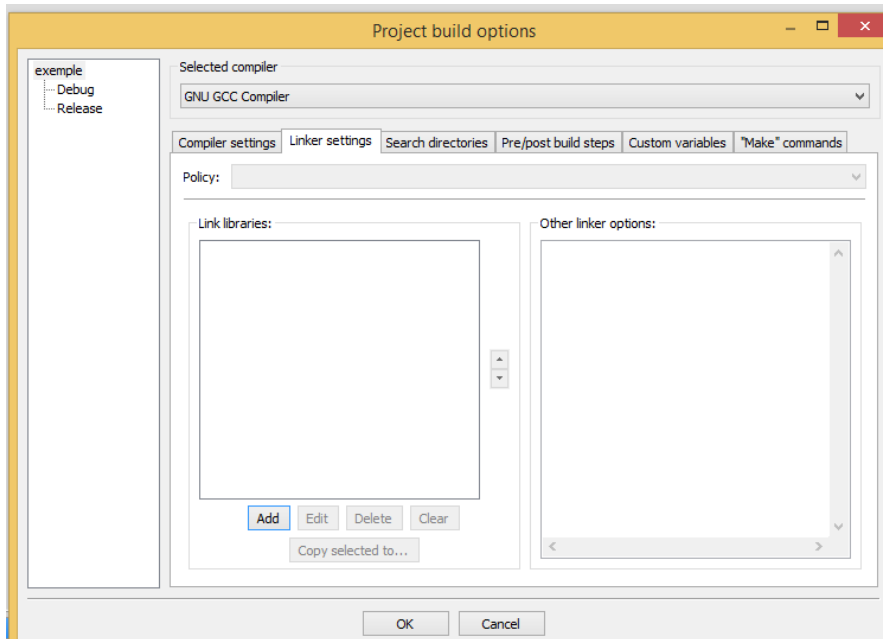 Project build options
exemple
Debug
Release
Selected compiler
GNU GCC Compiler
Compiler settings
Linker settings
Search directories
Pre/post build steps
Custom variables
"Make" commands
Policy:
Link libraries:
Add
Edit
Delete
Clear
Copy selected to...
Other linker options:
OK
Cancel